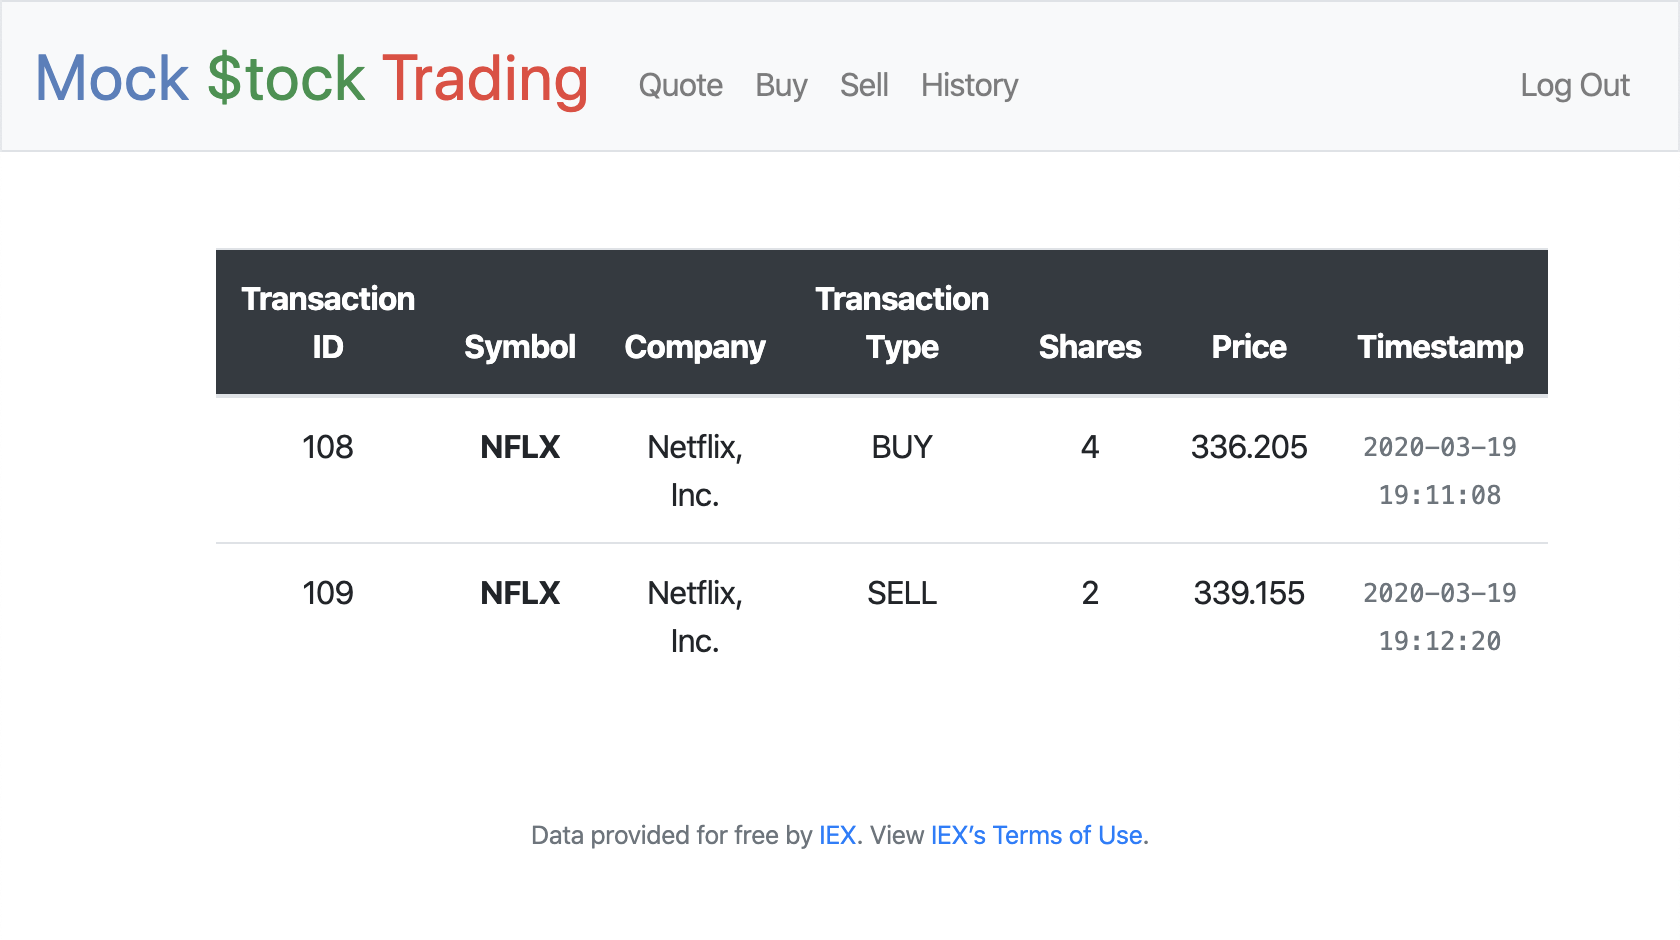 Mock $tock Trading Quote Buy Sell History Log Out
Transaction ID Symbol Company Transaction Type Shares Price Timestamp
108 NFLX Netflix, Inc. BUY 4 336.205 2020-03-19 19:11:08
109 NFLX Netflix, Inc. SELL 2 339.155 2020-03-19 19:12:20
Data provided for free by IEX. View IEX’s Terms of Use.